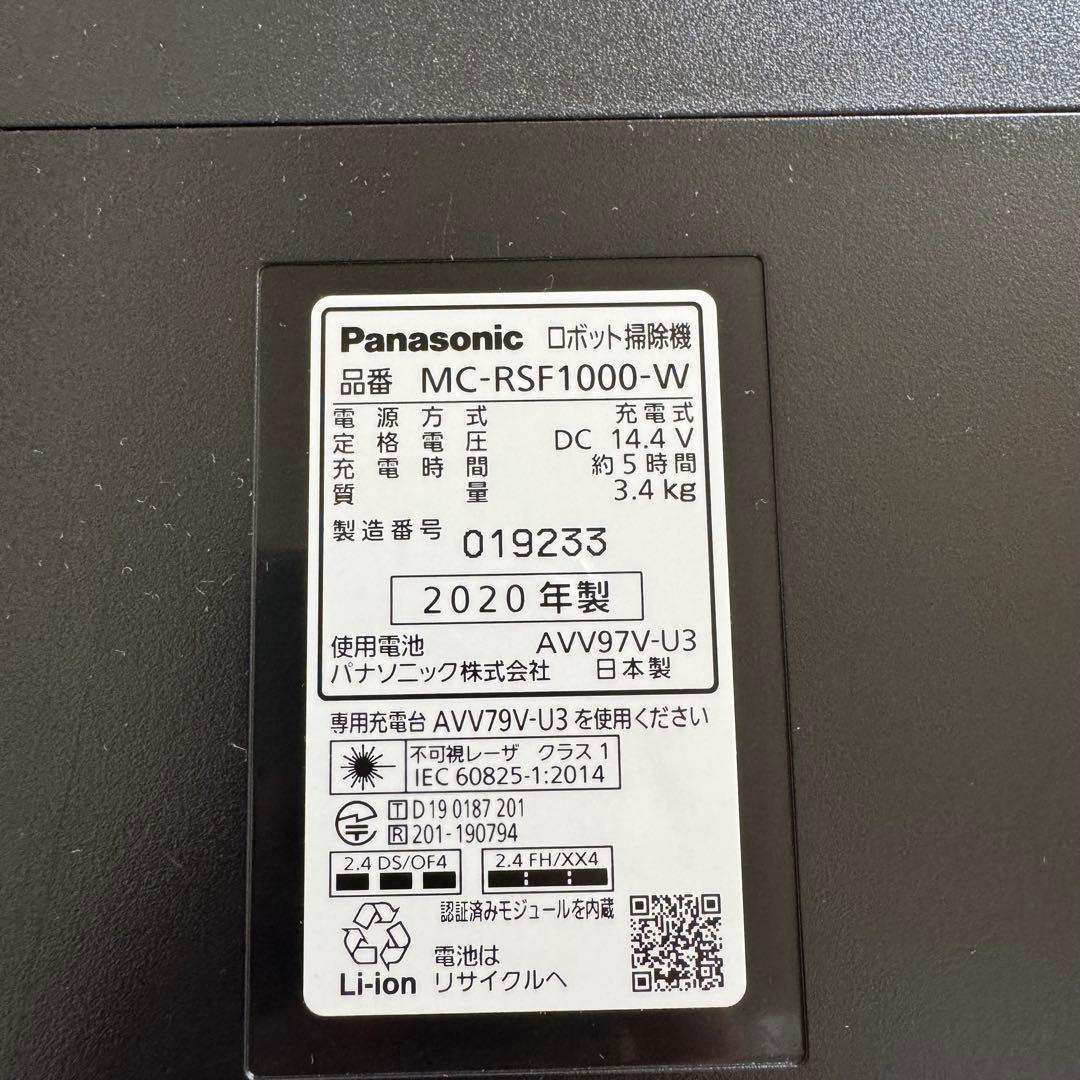 Panasonic ロボット掃除機
品番 MC-RSF1000-W
電源方式 充電式
定格電圧 DC 14.4 V
充電時間 約5時間
質量 3.4 kg
製造番号 019233
2020年製
使用電池 AVV97V-U3
パナソニック株式会社 日本製
専用充電台 AVV79V-U3 を使用ください
不可視レーザ クラス1
IEC 60825-1:2014
T D 19 0187 201
R 201-190794
2.4 DS/OF4 2.4 FH/XX4
認証済みモジュールを内蔵
電池は
Li-ion リサイクルへ